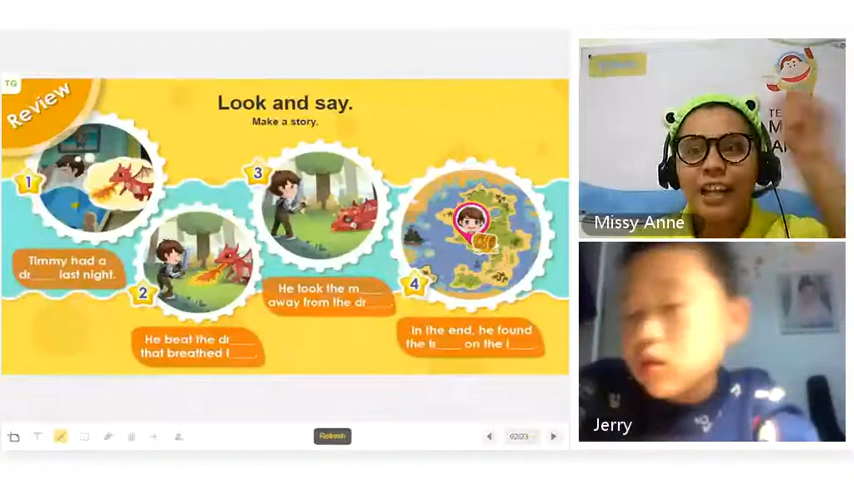 TG
Review
Look and say.
Make a story.
1
Timmy had a
dr____ last night.
2
He beat the dr____
that breathed f____.
3
He took the m____
away from the dr____.
4
In the end, he found
the tr____ on the i____.
Refresh
02/23
TE
M
Missy Anne
Jerry